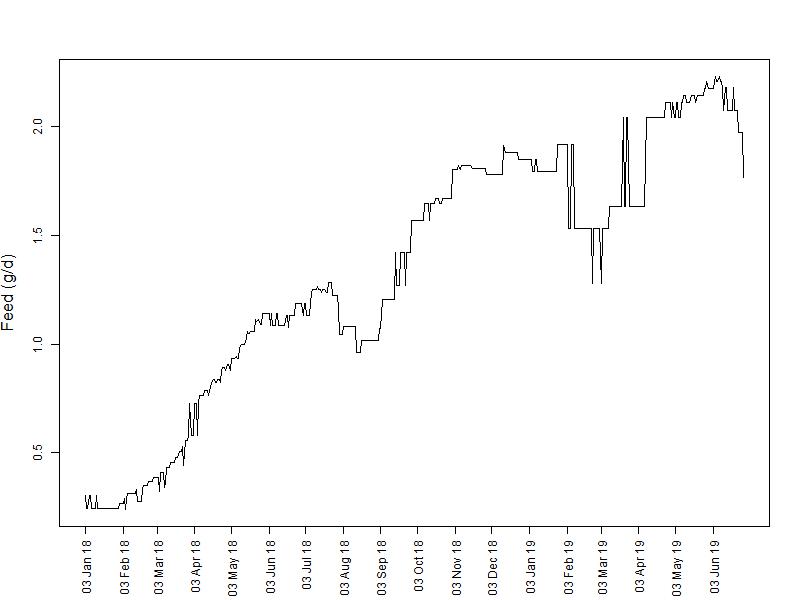 Feed (g/d)
2.0
1.5
1.0
0.5
03 Jan 18
03 Feb 18
03 Mar 18
03 Apr 18
03 May 18
03 Jun 18
03 Jul 18
03 Aug 18
03 Sep 18
03 Oct 18
03 Nov 18
03 Dec 18
03 Jan 19
03 Feb 19
03 Mar 19
03 Apr 19
03 May 19
03 Jun 19